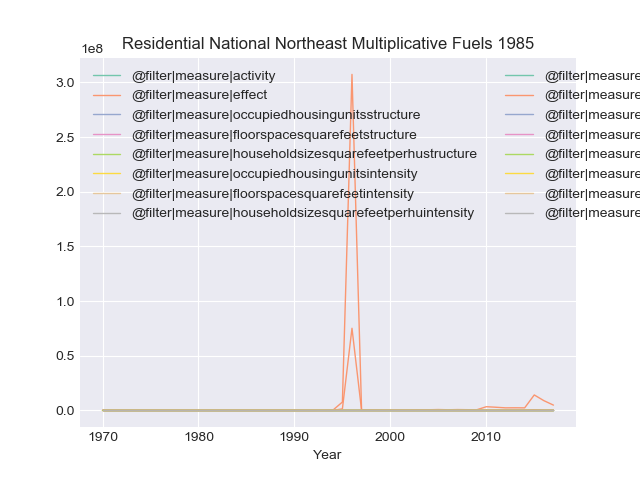 Residential National Northeast Multiplicative Fuels 1985
1e8
3.0
2.5
2.0
1.5
1.0
0.5
0.0
@filter|measure|activity
@filter|measure|effect
@filter|measure|occupiedhousingunitsstructure
@filter|measure|floorspacesquarefeetstructure
@filter|measure|householdsizesquarefeetperhustructure
@filter|measure|occupiedhousingunitsintensity
@filter|measure|floorspacesquarefeetintensity
@filter|measure|householdsizesquarefeetperhuintensity
@filter|measure
@filter|measure
@filter|measure
@filter|measure
@filter|measure
@filter|measure
@filter|measure
@filter|measure
1970 1980 1990 2000 2010
Year